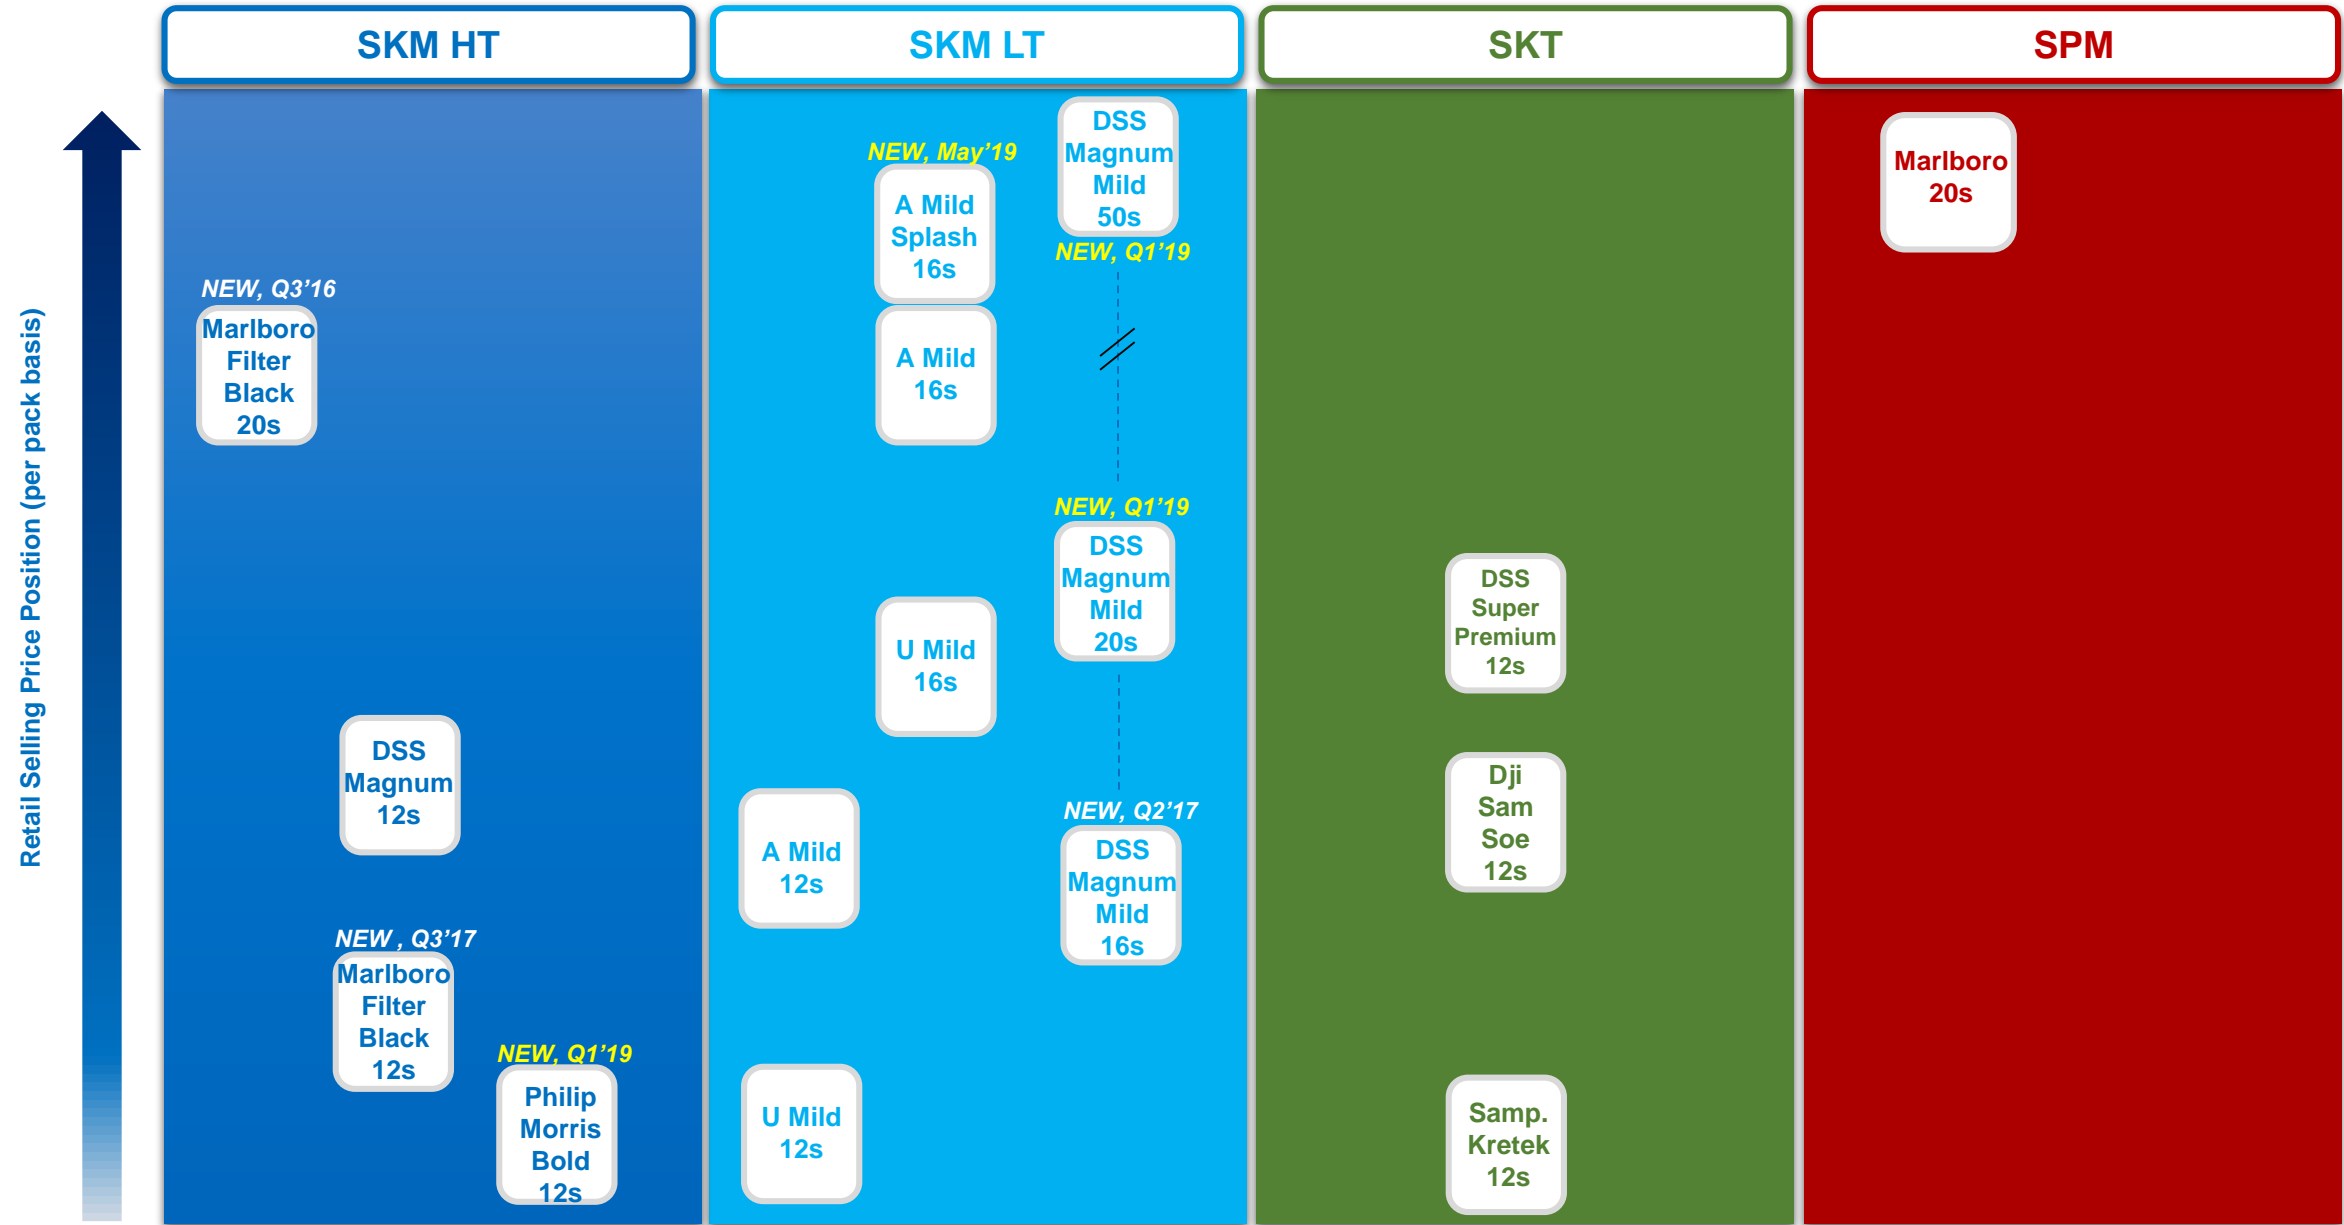 SKM HT
SKM LT
SKT
SPM
Retail Selling Price Position (per pack basis)
NEW, Q3’16
Marlboro
Filter
Black
20s
DSS
Magnum
12s
NEW , Q3’17
Marlboro
Filter
Black
12s
NEW, Q1’19
Philip
Morris
Bold
12s
NEW, May’19
A Mild
Splash
16s
A Mild
16s
U Mild
16s
A Mild
12s
U Mild
12s
DSS
Magnum
Mild
50s
NEW, Q1’19
NEW, Q1’19
DSS
Magnum
Mild
20s
NEW, Q2’17
DSS
Magnum
Mild
16s
DSS
Super
Premium
12s
Dji
Sam
Soe
12s
Samp.
Kretek
12s
Marlboro
20s